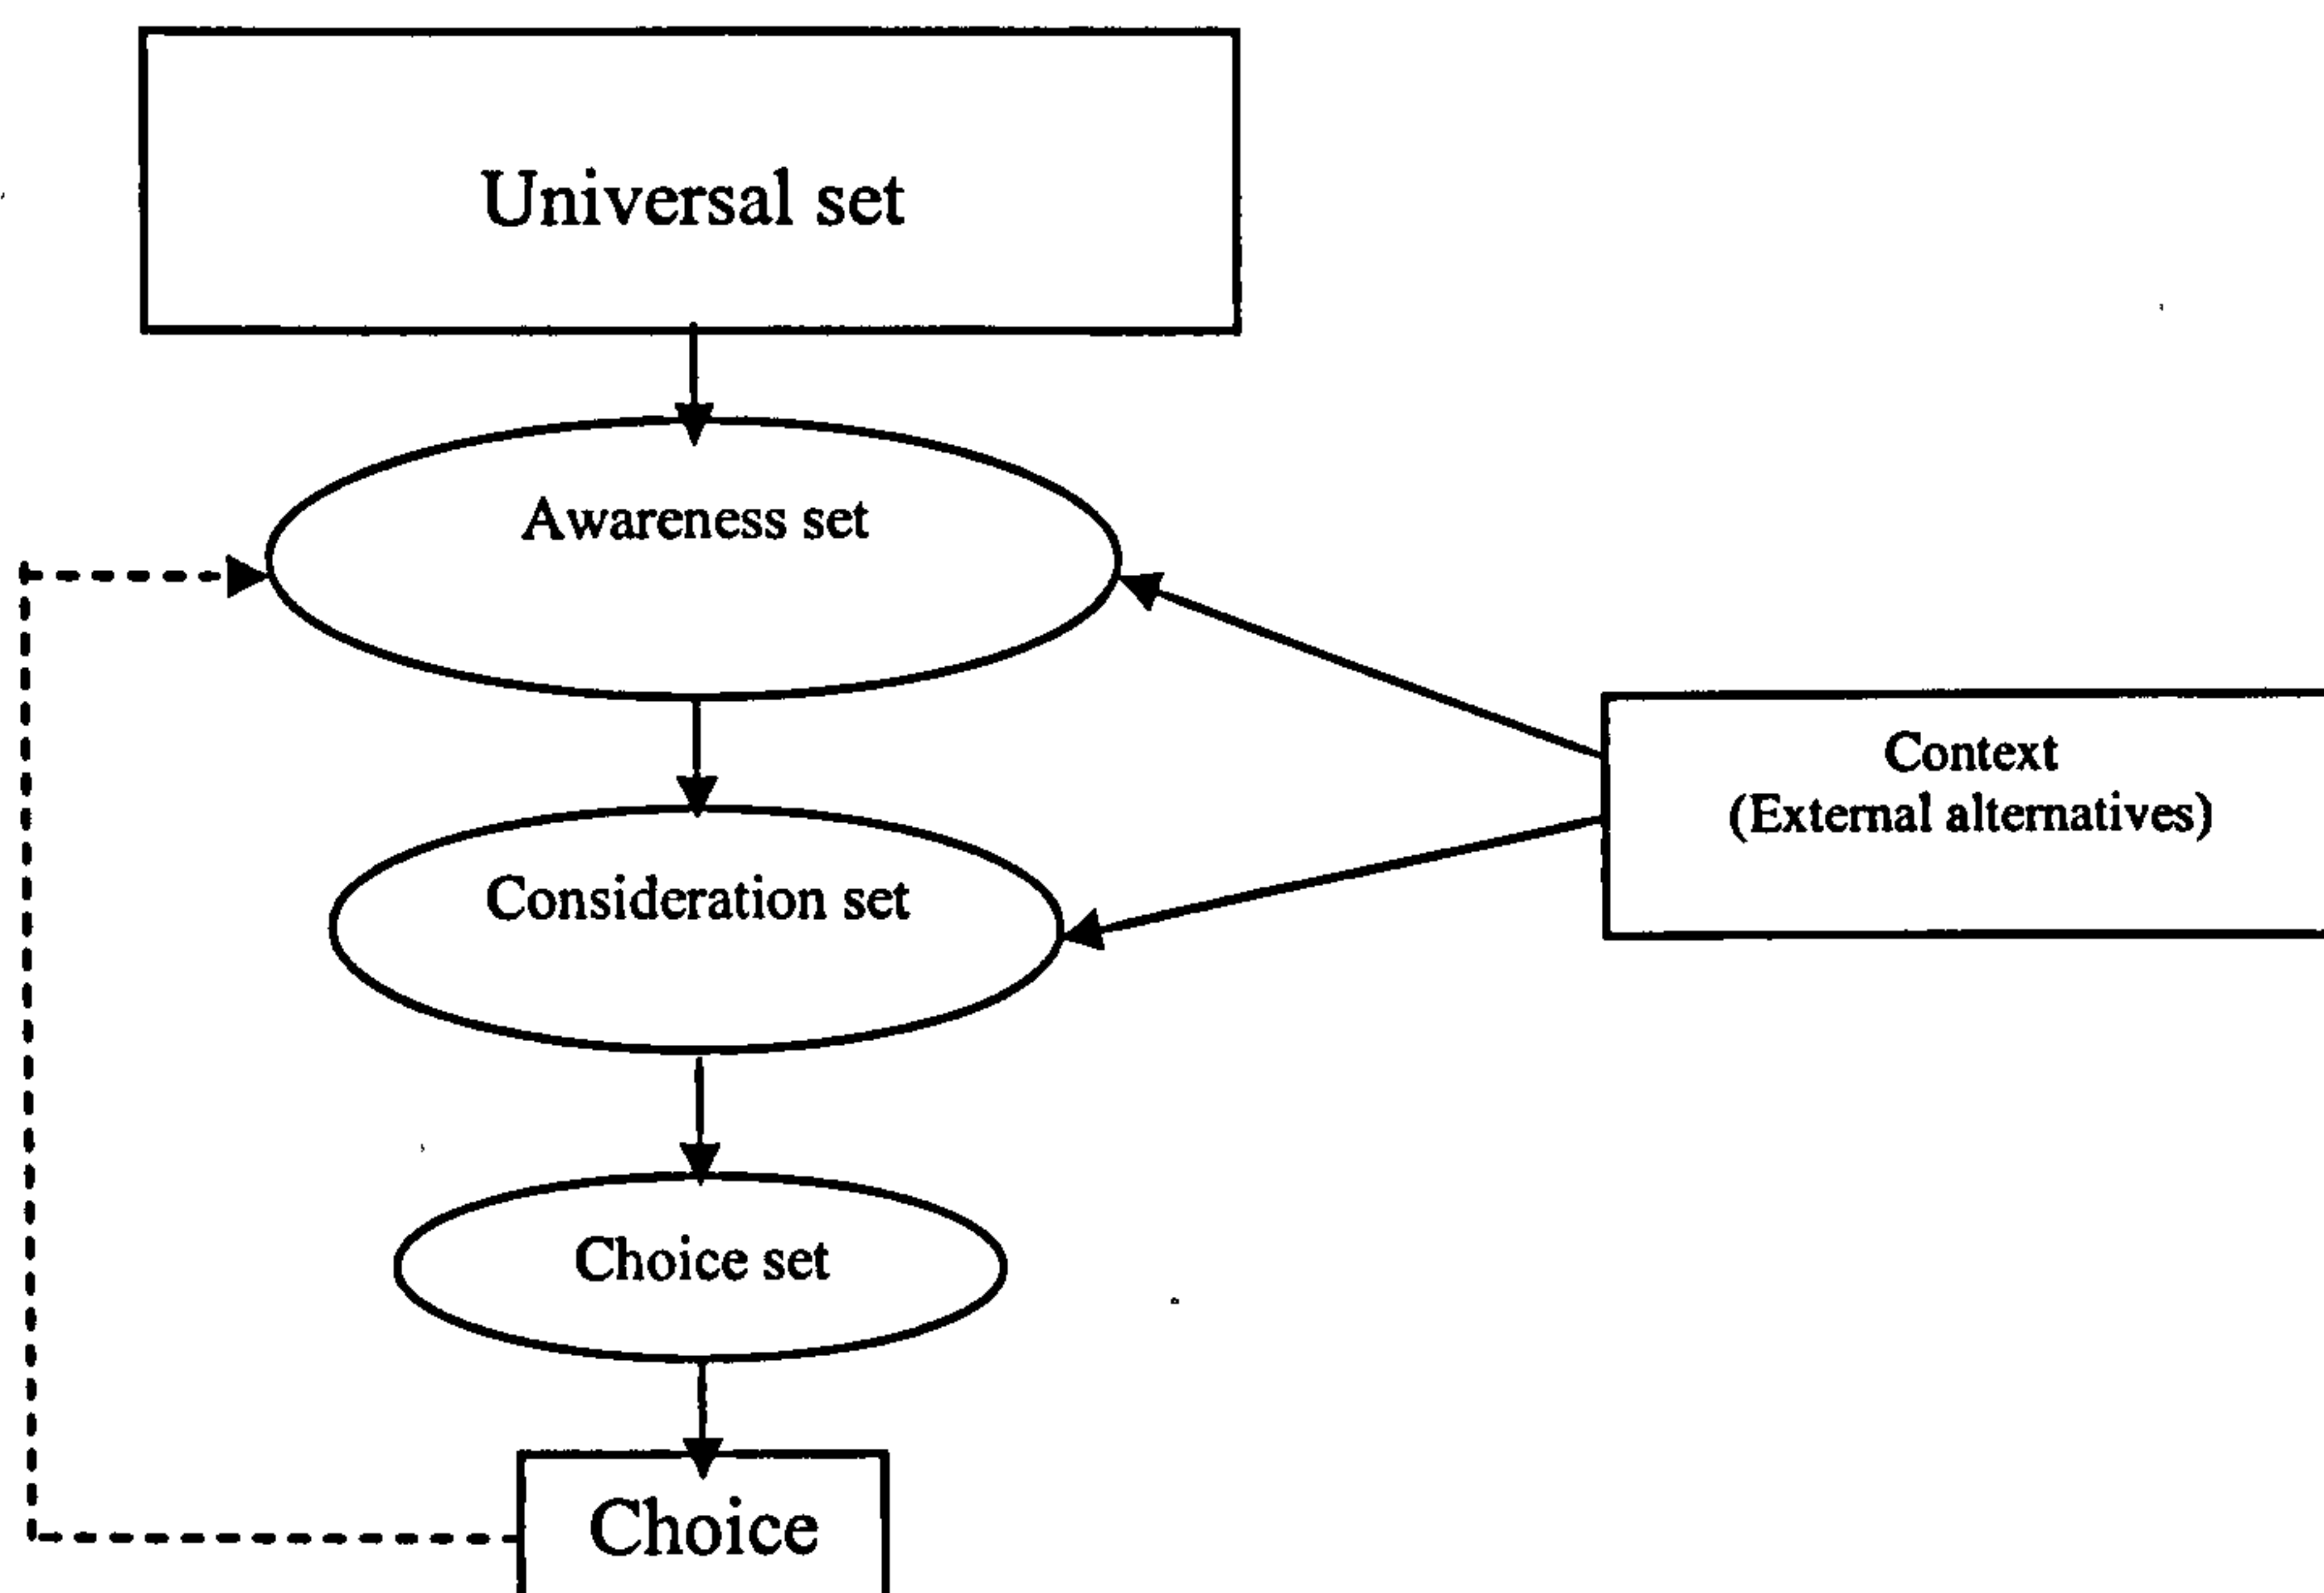 Universal set
Awareness set
Context
(External alternatives)
Consideration set
Choice set
Choice